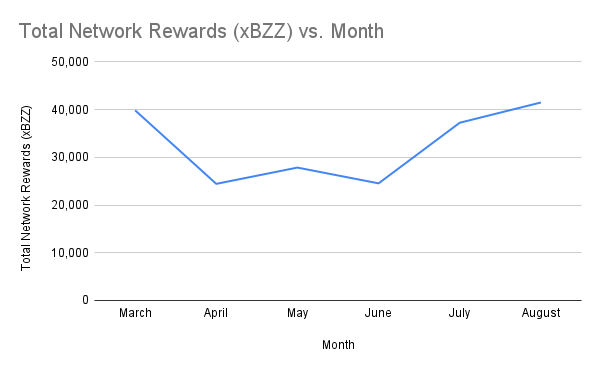 Total Network Rewards (xBZZ) vs. Month
Total Network Rewards (xBZZ)
50,000
40,000
30,000
20,000
10,000
0
March April May June July August
Month